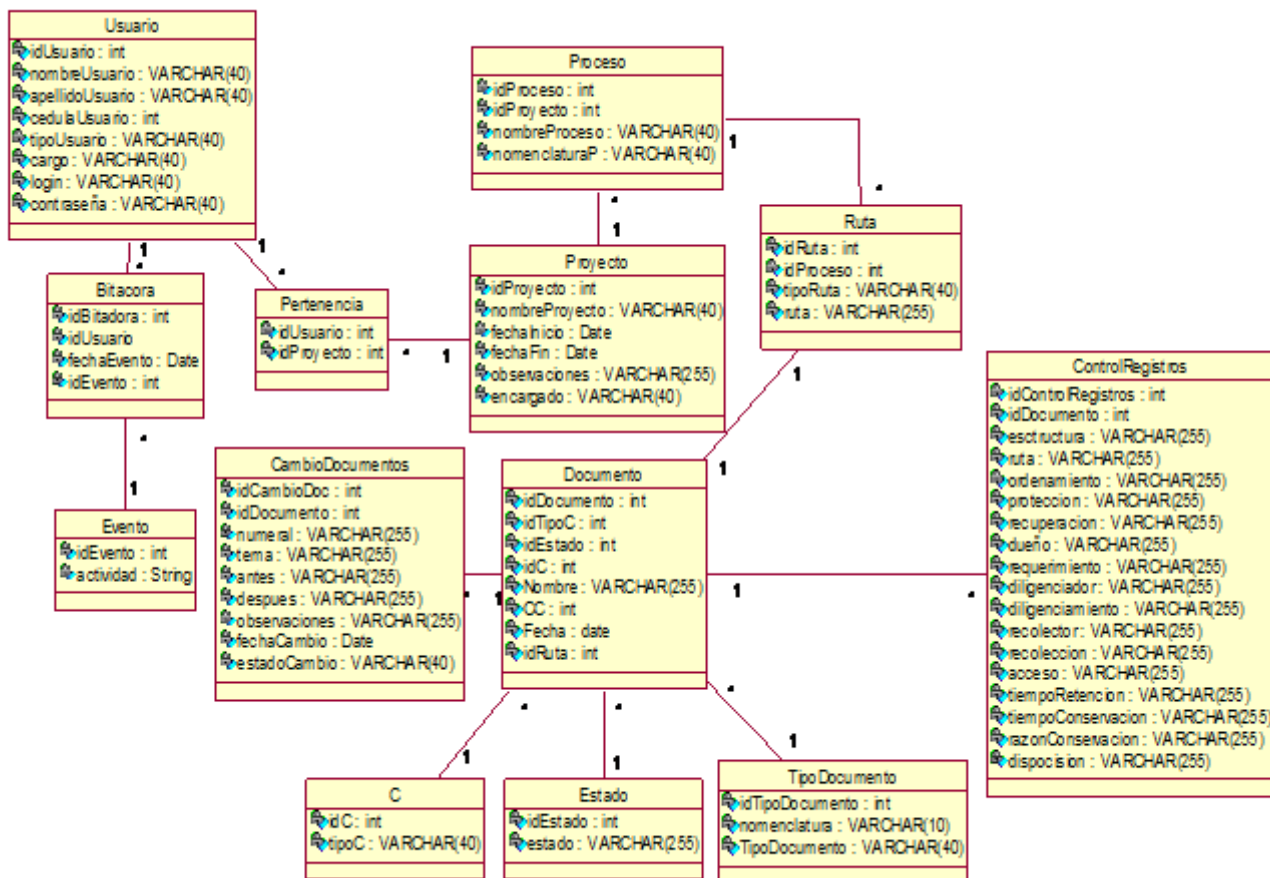 Usuario
idUsuario : int
nombreUsuario : VARCHAR(40)
apellidoUsuario : VARCHAR(40)
cedulaUsuario : int
tipoUsuario : VARCHAR(40)
cargo : VARCHAR(40)
login : VARCHAR(40)
contraseña : VARCHAR(40)
Proceso
idProceso : int
idProyecto : int
nombreProceso : VARCHAR(40)
nomenclaturaP : VARCHAR(40)
1
*
Ruta
idRuta : int
idProceso : int
tipoRuta : VARCHAR(40)
ruta : VARCHAR(255)
*
1
1
*
1
*
Bitacora
idBitadora : int
idUsuario
fechaEvento : Date
idEvento : int
Pertenencia
idUsuario : int
idProyecto : int
*
1
Proyecto
idProyecto : int
nombreProyecto : VARCHAR(40)
fechaInicio : Date
fechaFin : Date
observaciones : VARCHAR(255)
encargado : VARCHAR(40)
1
1
*
1
Evento
idEvento : int
actividad : String
CambioDocumentos
idCambioDoc : int
idDocumento : int
numeral : VARCHAR(255)
tema : VARCHAR(255)
antes : VARCHAR(255)
despues : VARCHAR(255)
observaciones : VARCHAR(255)
fechaCambio : Date
estadoCambio : VARCHAR(40)
*
1
Documento
idDocumento : int
idTipoC : int
idEstado : int
idC : int
Nombre : VARCHAR(255)
CC : int
Fecha : date
idRuta : int
1
*
ControlRegistros
idControlRegistros : int
idDocumento : int
esctructura : VARCHAR(255)
ruta : VARCHAR(255)
ordenamiento : VARCHAR(255)
proteccion : VARCHAR(255)
recuperacion : VARCHAR(255)
dueño : VARCHAR(255)
requerimiento : VARCHAR(255)
diligenciador : VARCHAR(255)
diligenciamiento : VARCHAR(255)
recolector : VARCHAR(255)
recoleccion : VARCHAR(255)
acceso : VARCHAR(255)
tiempoRetencion : VARCHAR(255)
tiempoConservacion : VARCHAR(255)
razonConservacion : VARCHAR(255)
dispocision : VARCHAR(255)
*
1
*
1
*
1
C
idC : int
tipoC : VARCHAR(40)
Estado
idEstado : int
estado : VARCHAR(255)
TipoDocumento
idTipoDocumento : int
nomenclatura : VARCHAR(10)
TipoDocumento : VARCHAR(40)